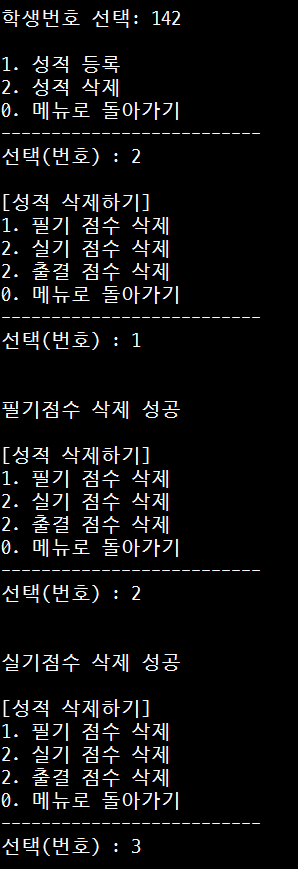 학생번호 선택: 142
1. 성적 등록
2. 성적 삭제
0. 메뉴로 돌아가기
--------------------------
선택(번호) : 2
[성적 삭제하기]
1. 필기 점수 삭제
2. 실기 점수 삭제
2. 출결 점수 삭제
0. 메뉴로 돌아가기
--------------------------
선택(번호) : 1
필기점수 삭제 성공
[성적 삭제하기]
1. 필기 점수 삭제
2. 실기 점수 삭제
2. 출결 점수 삭제
0. 메뉴로 돌아가기
--------------------------
선택(번호) : 2
실기점수 삭제 성공
[성적 삭제하기]
1. 필기 점수 삭제
2. 실기 점수 삭제
2. 출결 점수 삭제
0. 메뉴로 돌아가기
--------------------------
선택(번호) : 3